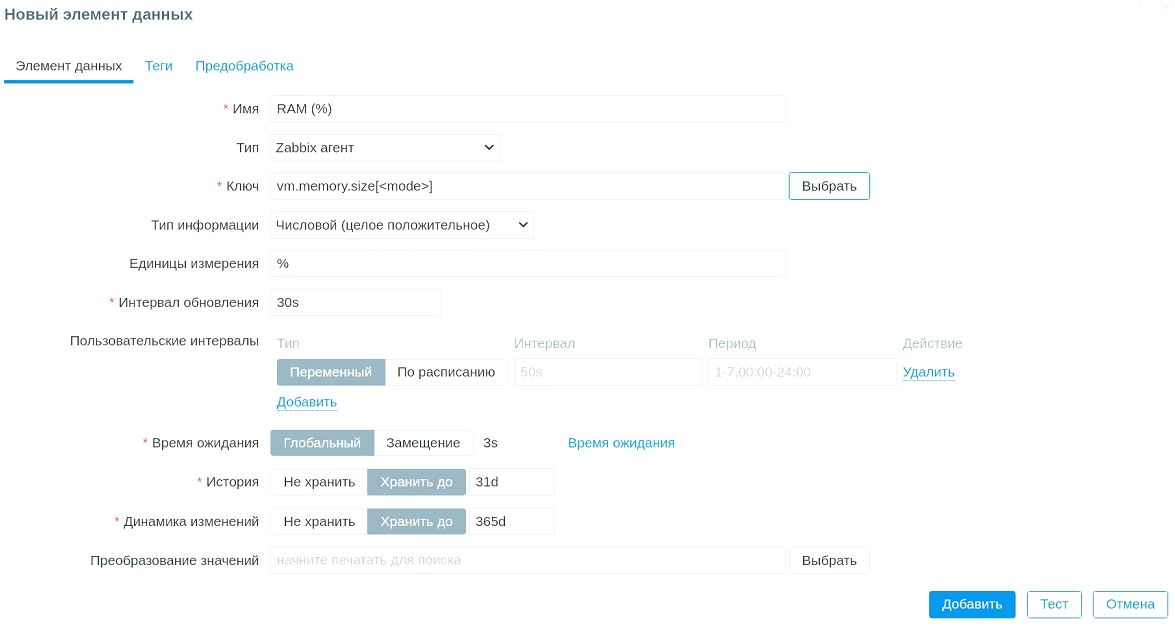 Новый элемент данных
Элемент данных Теги Предобработка
* Имя RAM (%)
Тип Zabbix агент
* Ключ vm.memory.size[<mode>] Выбрать
Тип информации Числовой (целое положительное)
Единицы измерения %
* Интервал обновления 30s
Пользовательские интервалы Тип Интервал Период Действие
Переменный По расписанию 50s 1-7,00:00-24:00 Удалить
Добавить
* Время ожидания Глобальный Замещение 3s Время ожидания
* История Не хранить Хранить до 31d
* Динамика изменений Не хранить Хранить до 365d
Преобразование значений начните печатать для поиска Выбрать
Добавить Тест Отмена